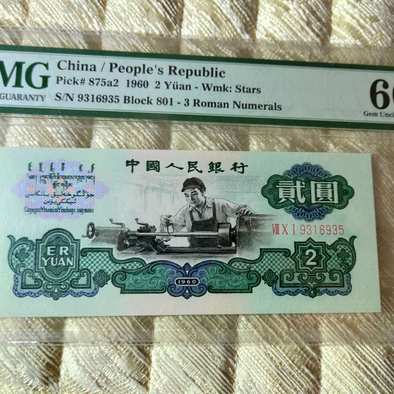 MG
GUARANTY
China / People's Republic
Pick# 875a2 1960 2 Yüan - Wmk: Stars
S/N 9316935 Block 801 - 3 Roman Numerals
66
Gem Unc
中國人民銀行
貳圓
VIII X I 9316935
ER
YUAN
2
1960